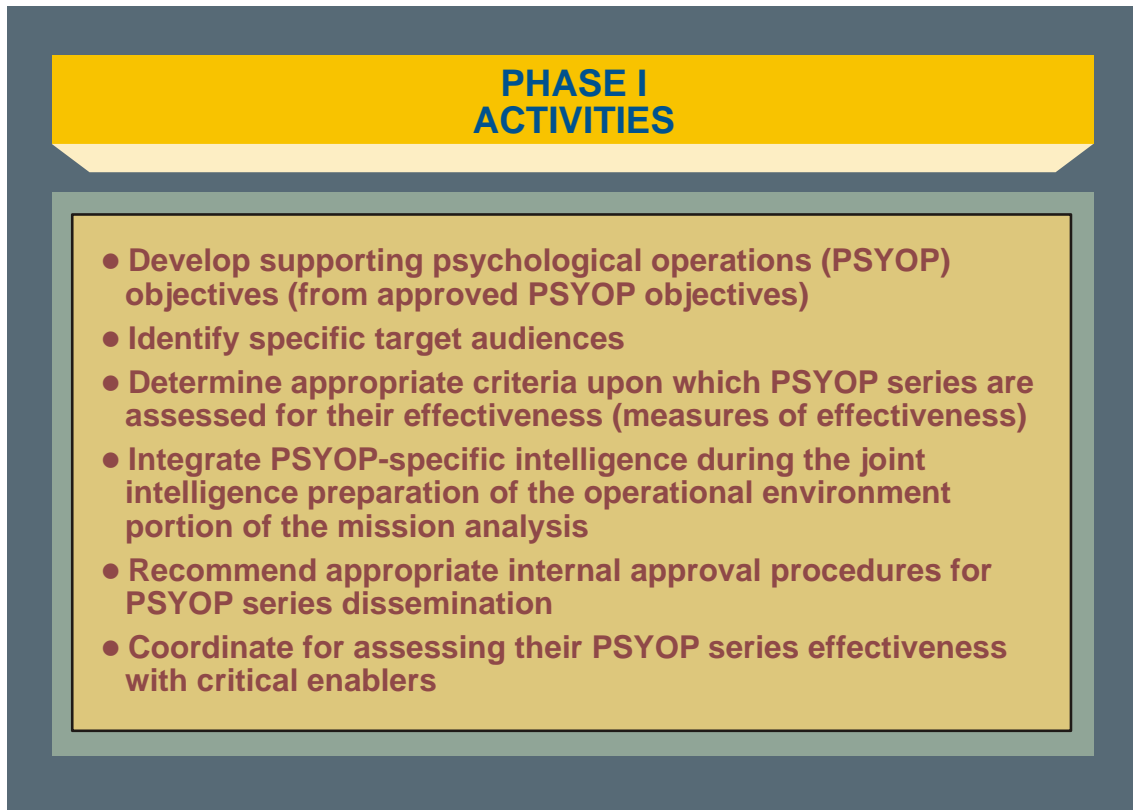 PHASE I
ACTIVITIES
● Develop supporting psychological operations (PSYOP)
objectives (from approved PSYOP objectives)
● Identify specific target audiences
● Determine appropriate criteria upon which PSYOP series are
assessed for their effectiveness (measures of effectiveness)
● Integrate PSYOP-specific intelligence during the joint
intelligence preparation of the operational environment
portion of the mission analysis
● Recommend appropriate internal approval procedures for
PSYOP series dissemination
● Coordinate for assessing their PSYOP series effectiveness
with critical enablers